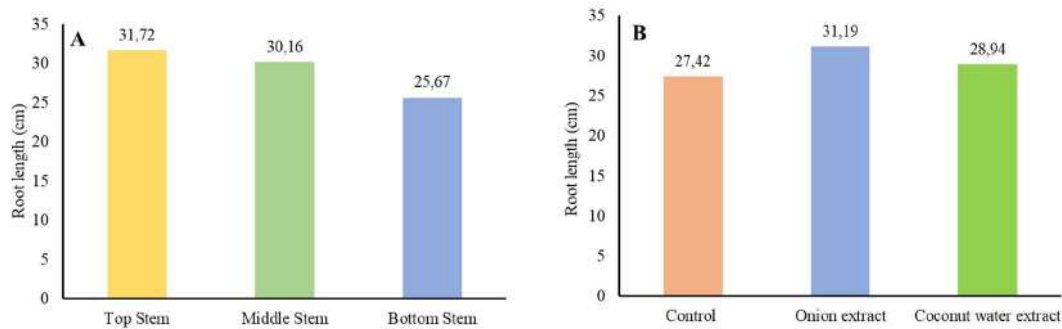 A
Root length (cm)
35
30
25
20
15
10
5
0
31,72
30,16
25,67
Top Stem
Middle Stem
Bottom Stem
B
Root length (cm)
35
30
25
20
15
10
5
0
27,42
31,19
28,94
Control
Onion extract
Coconut water extract